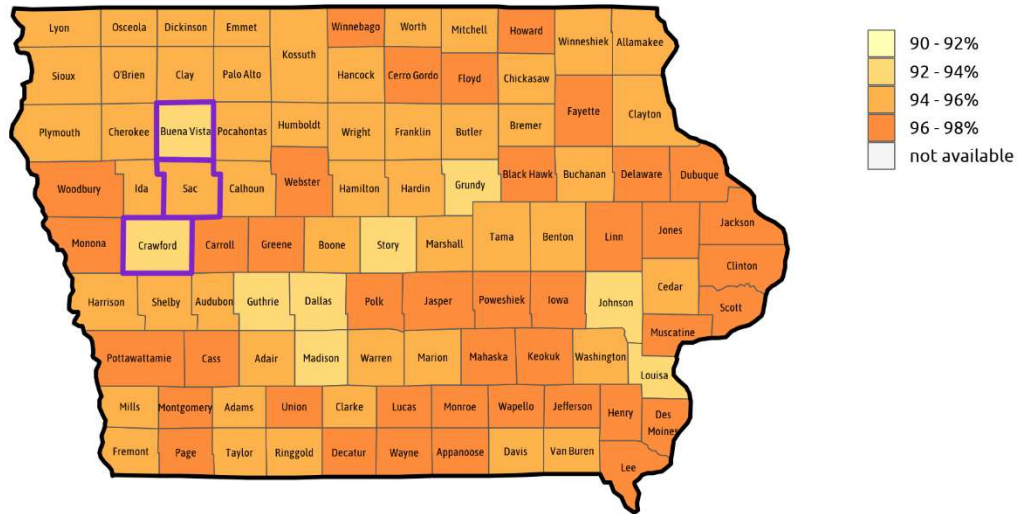 Lyon Osceola Dickinson Emmet Winnebago Worth Mitchell Howard
Kossuth Winneshiek Allamakee
Sioux O'Brien Clay Palo Alto Hancock Cerro Gordo Floyd Chickasaw
Fayette Clayton
Plymouth Cherokee Buena Vista Pocahontas Humboldt Wright Franklin Butler Bremer
Woodbury Ida Sac Calhoun Webster Hamilton Hardin Grundy Black Hawk Buchanan Delaware Dubuque
Monona Crawford Carroll Greene Boone Story Marshall Tama Benton Linn Jones Jackson
Clinton
Harrison Shelby Audubon Guthrie Dallas Polk Jasper Poweshiek Iowa Johnson Cedar Scott
Muscatine
Pottawattamie Cass Adair Madison Warren Marion Mahaska Keokuk Washington Louisa
Mills Montgomery Adams Union Clarke Lucas Monroe Wapello Jefferson Henry Des
Moines
Fremont Page Taylor Ringgold Decatur Wayne Appanoose Davis Van Buren Lee
90 - 92%
92 - 94%
94 - 96%
96 - 98%
not available